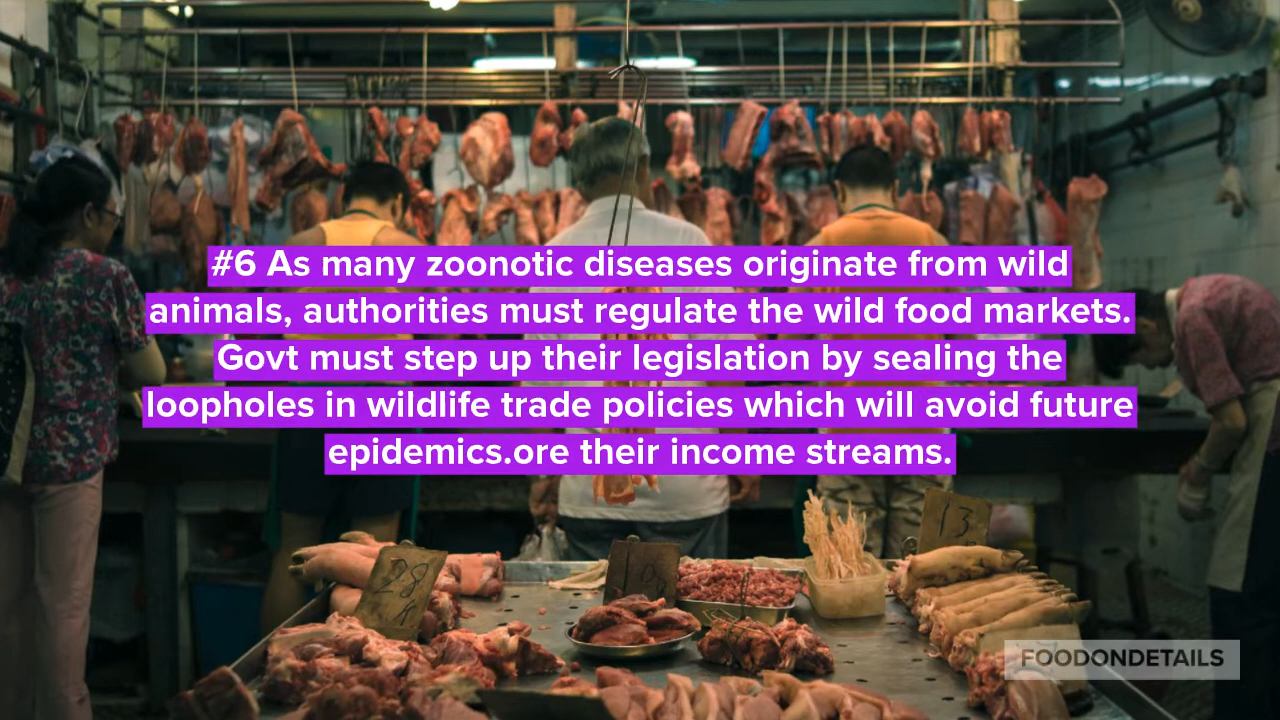 #6 As many zoonotic diseases originate from wild
animals, authorities must regulate the wild food markets.
Govt must step up their legislation by sealing the
loopholes in wildlife trade policies which will avoid future
epidemics.ore their income streams.
13
28
FOODONDETAILS